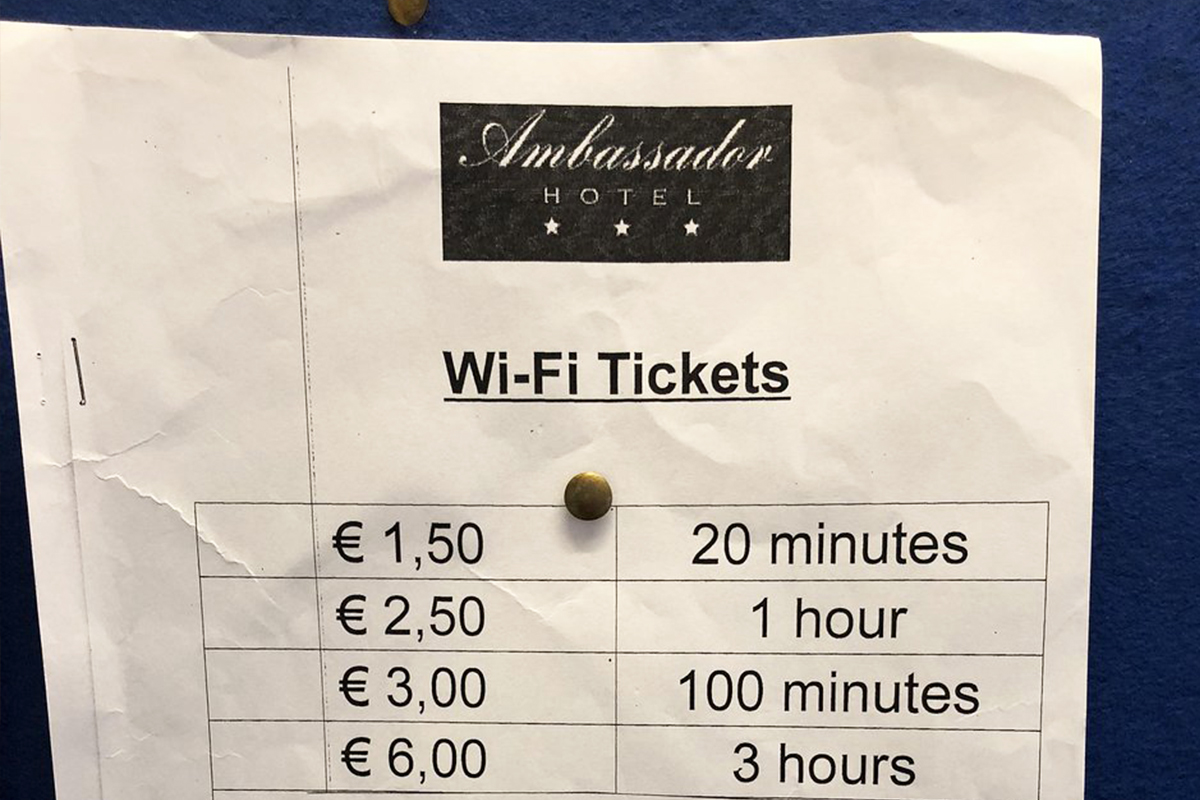 Ambassador
HOTEL
Wi-Fi Tickets
€ 1,50 20 minutes
€ 2,50 1 hour
€ 3,00 100 minutes
€ 6,00 3 hours